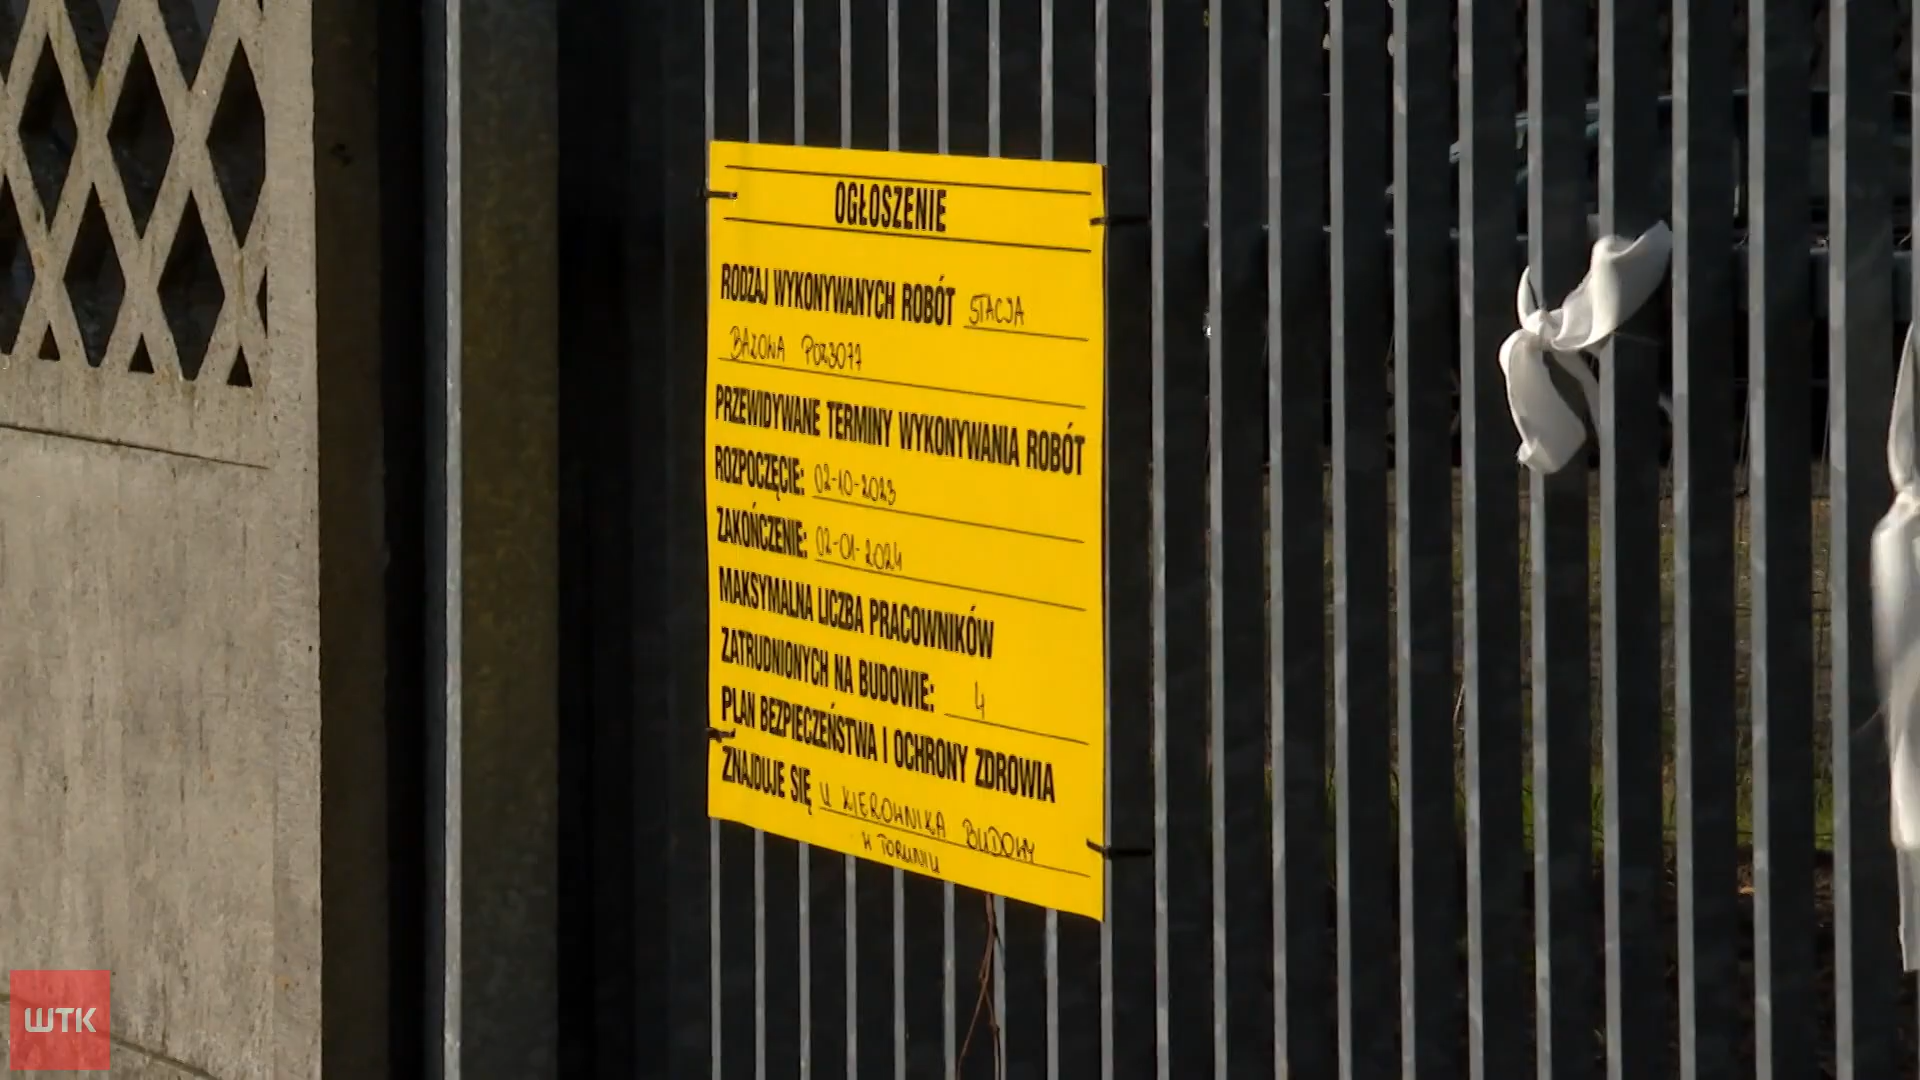 OGŁOSZENIE
RODZAJ WYKONYWANYCH ROBÓT STACJA
BAZOWA POZ3077
PRZEWIDYWANE TERMINY WYKONYWANIA ROBÓT
ROZPOCZĘCIE: 02-10-2023
ZAKOŃCZENIE: 02-01-2024
MAKSYMALNA LICZBA PRACOWNIKÓW
ZATRUDNIONYCH NA BUDOWIE: 4
PLAN BEZPIECZEŃSTWA I OCHRONY ZDROWIA
ZNAJDUJE SIĘ U KIEROWNIKA BUDOWY
W TORUNIU
WTK